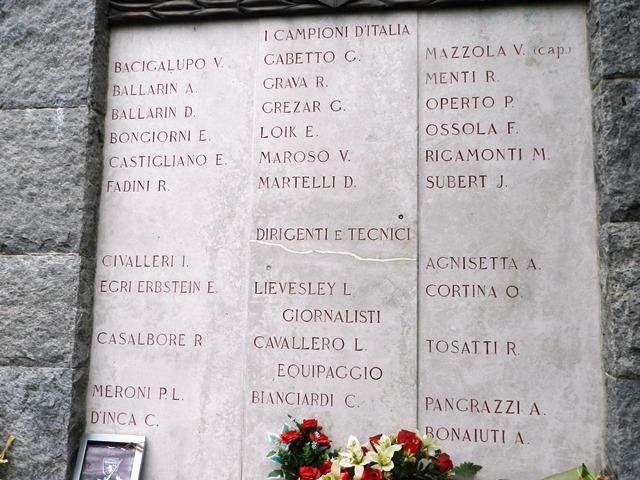 I CAMPIONI D'ITALIA
BACIGALUPO V. GABETTO G. MAZZOLA V. (cap.)
BALLARIN A. GRAVA R. MENTI R.
BALLARIN D. GREZAR G. OPERTO P.
BONGIORNI E. LOIK E. OSSOLA F.
CASTIGLIANO E. MAROSO V. RIGAMONTI M.
FADINI R. MARTELLI D. SUBERT J.
DIRIGENTI E TECNICI
CIVALLERI I. AGNISETTA A.
EGRI ERBSTEIN E. LIEVESLEY L CORTINA O.
GIORNALISTI
CASALBORE R CAVALLERO L. TOSATTI R.
EQUIPAGGIO
MERONI P.L. BIANCIARDI C. PANGRAZZI A.
D'INCA C. BONAIUTI A.